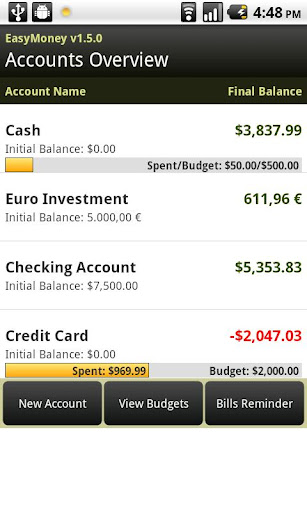 4:48 PM
EasyMoney v1.5.0
Accounts Overview
Account Name Final Balance
Cash $3,837.99
Initial Balance: $0.00
Spent/Budget: $50.00/$500.00
Euro Investment 611,96 €
Initial Balance: 5.000,00 €
Checking Account $5,353.83
Initial Balance: $7,500.00
Credit Card -$2,047.03
Initial Balance: $0.00
Spent: $969.99 Budget: $2,000.00
New Account View Budgets Bills Reminder